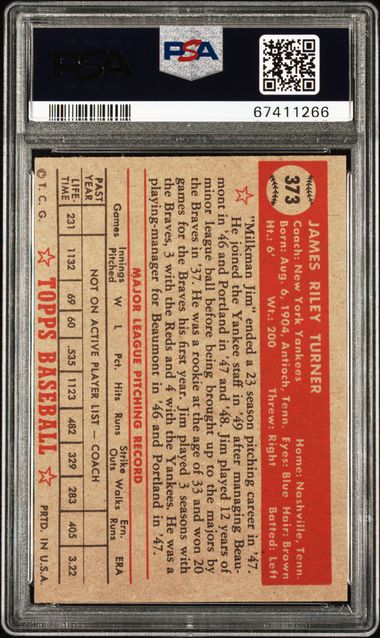 PSA
PSA
67411266
373
JAMES RILEY TURNER
Coach: New York Yankees Home: Nashville, Tenn.
Born: Aug. 6, 1904, Antioch, Tenn. Eyes: Blue Hair: Brown
Ht.: 6' Wt.: 200 Threw: Right Batted: Left
"Milkman Jim" ended a 23 season pitching career in '47.
He joined the Yankee staff in '49 after managing Beau-
mont in '46 and Portland in '47 and '48. Jim played 12 years of
minor league ball before being brought up to the majors by
the Braves in '37. He was a rookie at the age of 33 and won 20
games for the Braves his first year. Jim played 3 seasons with
the Braves, 3 with the Reds and 4 with the Yankees. He was a
playing-manager for Beaumont in '46 and Portland in '47.
MAJOR LEAGUE PITCHING RECORD
Games Innings Pitched W L Pct. Hits Runs Strike Outs Walks Ern. Runs ERA
PAST YEAR NOT ON ACTIVE PLAYER LIST — COACH
LIFE-TIME 231 1132 69 60 .535 1123 482 329 283 405 3.22
© T. C. G. TOPPS BASEBALL PRTD. IN U.S.A.